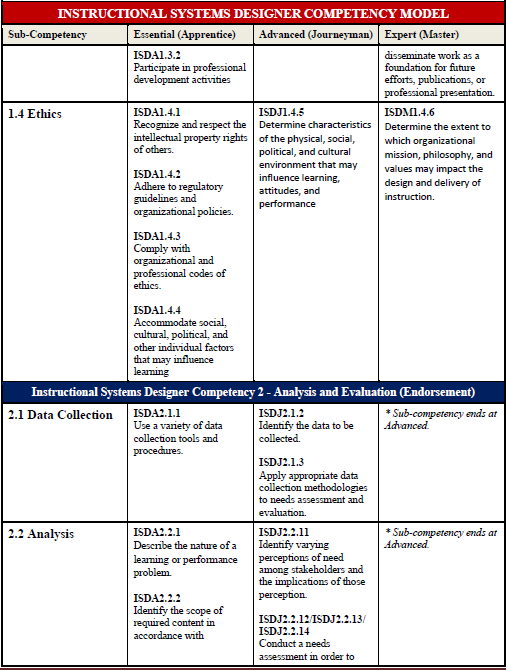 INSTRUCTIONAL SYSTEMS DESIGNER COMPETENCY MODEL
Sub-Competency
Essential (Apprentice)
Advanced (Journeyman)
Expert (Master)
ISDA1.3.2
Participate in professional
development activities
disseminate work as a
foundation for future
efforts, publications, or
professional presentation.
1.4 Ethics
ISDA1.4.1
Recognize and respect the
intellectual property rights
of others.
ISDA1.4.2
Adhere to regulatory
guidelines and
organizational policies.
ISDA1.4.3
Comply with
organizational and
professional codes of
ethics.
ISDA1.4.4
Accommodate social,
cultural, political, and
other individual factors
that may influence
learning
ISDJ1.4.5
Determine characteristics
of the physical, social,
political, and cultural
environment that may
influence learning,
attitudes, and
performance
ISDM1.4.6
Determine the extent to
which organizational
mission, philosophy, and
values may impact the
design and delivery of
instruction.
Instructional Systems Designer Competency 2 - Analysis and Evaluation (Endorsement)
2.1 Data Collection
ISDA2.1.1
Use a variety of data
collection tools and
procedures.
ISDJ2.1.2
Identify the data to be
collected.
ISDJ2.1.3
Apply appropriate data
collection methodologies
to needs assessment and
evaluation.
* Sub-competency ends at
Advanced.
2.2 Analysis
ISDA2.2.1
Describe the nature of a
learning or performance
problem.
ISDA2.2.2
Identify the scope of
required content in
accordance with
ISDJ2.2.11
Identify varying
perceptions of need
among stakeholders and
the implications of those
perception.
ISDJ2.2.12/ISDJ2.2.13/
ISDJ2.2.14
Conduct a needs
assessment in order to
* Sub-competency ends at
Advanced.